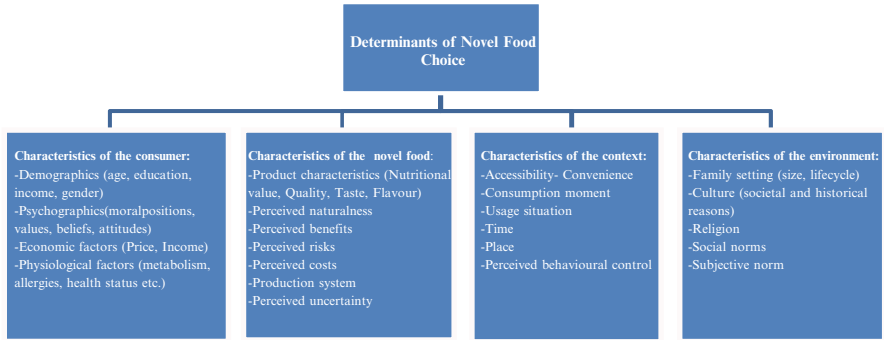 Determinants of Novel Food
Choice
Characteristics of the consumer:
-Demographics (age, education,
income, gender)
-Psychographics(moralpositions,
values, beliefs, attitudes)
-Economic factors (Price, Income)
-Physiological factors (metabolism,
allergies, health status etc.)
Characteristics of the novel food:
-Product characteristics (Nutritional
value, Quality, Taste, Flavour)
-Perceived naturalness
-Perceived benefits
-Perceived risks
-Perceived costs
-Production system
-Perceived uncertainty
Characteristics of the context:
-Accessibility- Convenience
-Consumption moment
-Usage situation
-Time
-Place
-Perceived behavioural control
Characteristics of the environment:
-Family setting (size, lifecycle)
-Culture (societal and historical
reasons)
-Religion
-Social norms
-Subjective norm